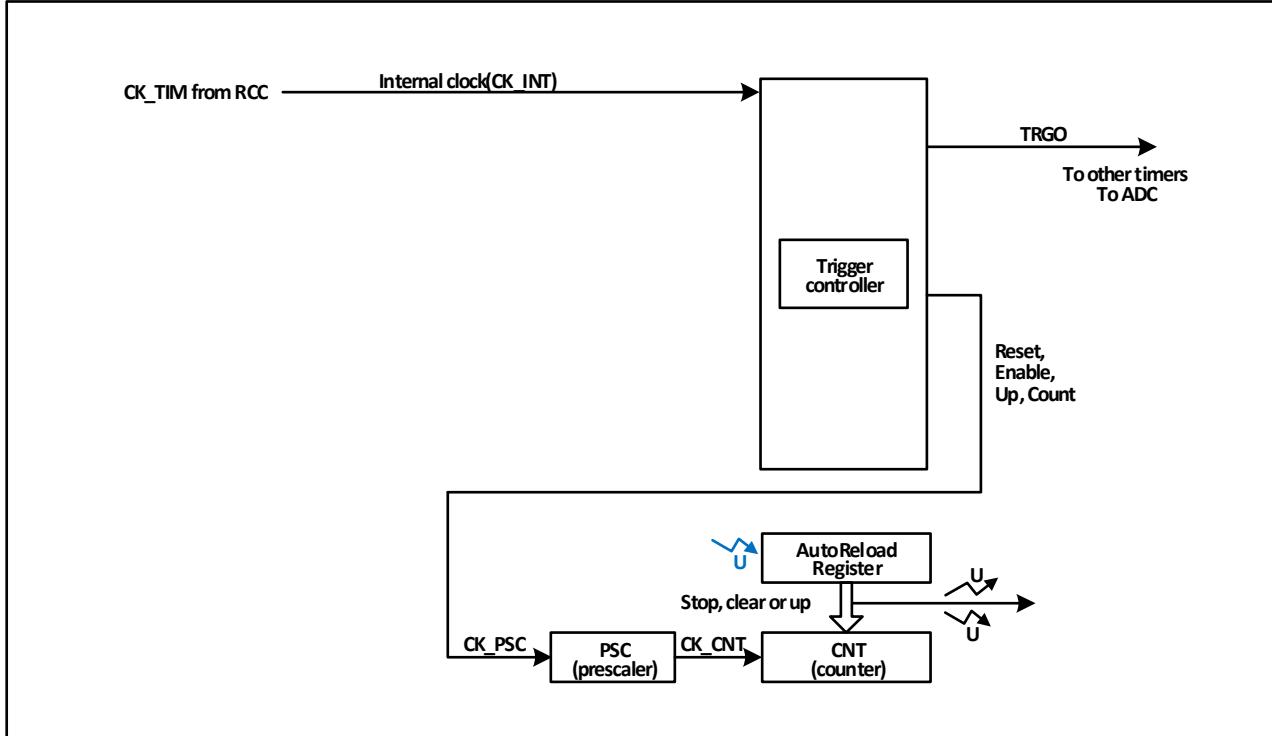 Internal clock(CK_INT)
CK_TIM from RCC
TRGO
To other timers
To ADC
Trigger
controller
Reset,
Enable,
Up, Count
AutoReload
Register
U
U
Stop, clear or up
U
CK_PSC
PSC
(prescaler)
CK_CNT
CNT
(counter)